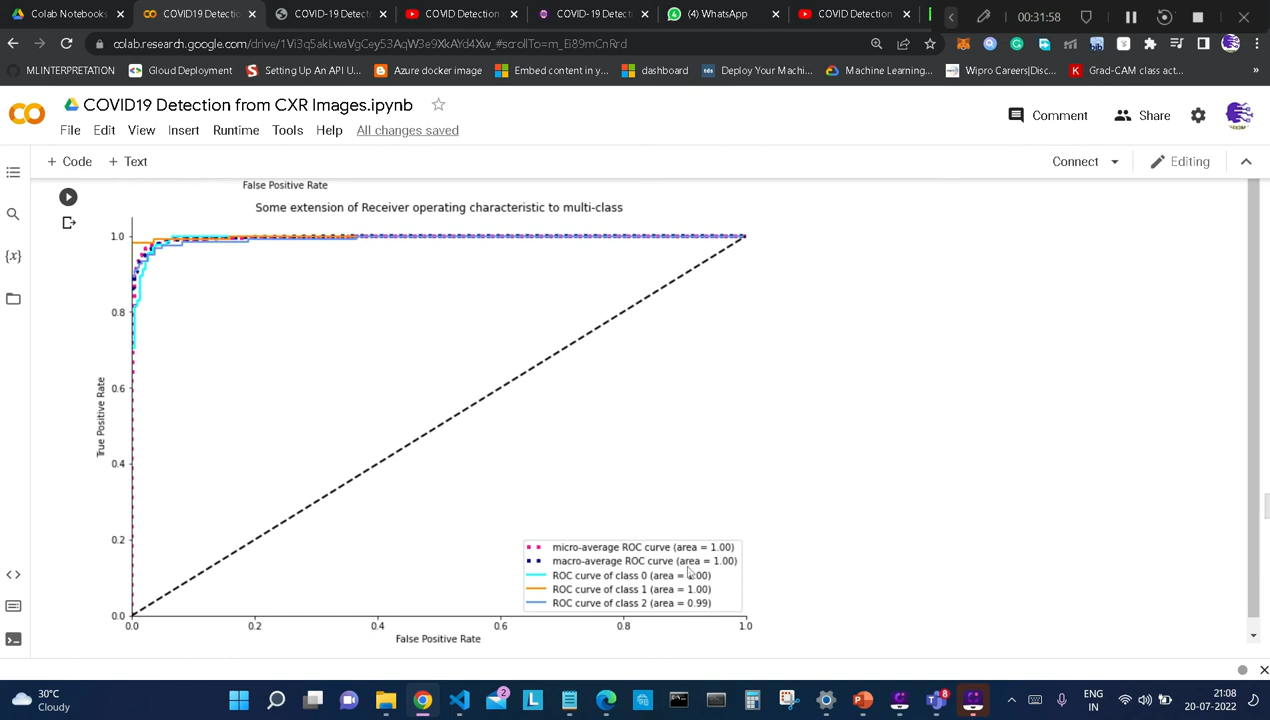 Colab Notebooks
COVID19 Detectio
COVID-19 Detect
COVID Detection
COVID-19 Detecti
(4) WhatsApp
COVID Detection
00:31:58
colab.research.google.com/drive/
MLINTERPRETATION
Gloud Deployment
Setting Up An API U...
Azure docker image
Embed content in y...
dashboard
Deploy Your Machi...
Machine Learning...
Wipro Careers|Disc...
Grad-CAM class act...
»
COVID19 Detection from CXR Images.ipynb
Comment
Share
File Edit View Insert Runtime Tools Help All changes saved
+ Code + Text
Connect
Editing
False Positive Rate
Some extension of Receiver operating characteristic to multi-class
1.0
0.8
0.6
0.4
0.2
0.0
True Positive Rate
micro-average ROC curve (area = 1.00)
macro-average ROC curve (area = 1.00)
ROC curve of class 0 (area = .00)
ROC curve of class 1 (area = 1.00)
ROC curve of class 2 (area = 0.99)
0.0 0.2 0.4 0.6 0.8 1.0
False Positive Rate
30°C
Cloudy
2
8
ENG
IN
21:08
20-07-2022